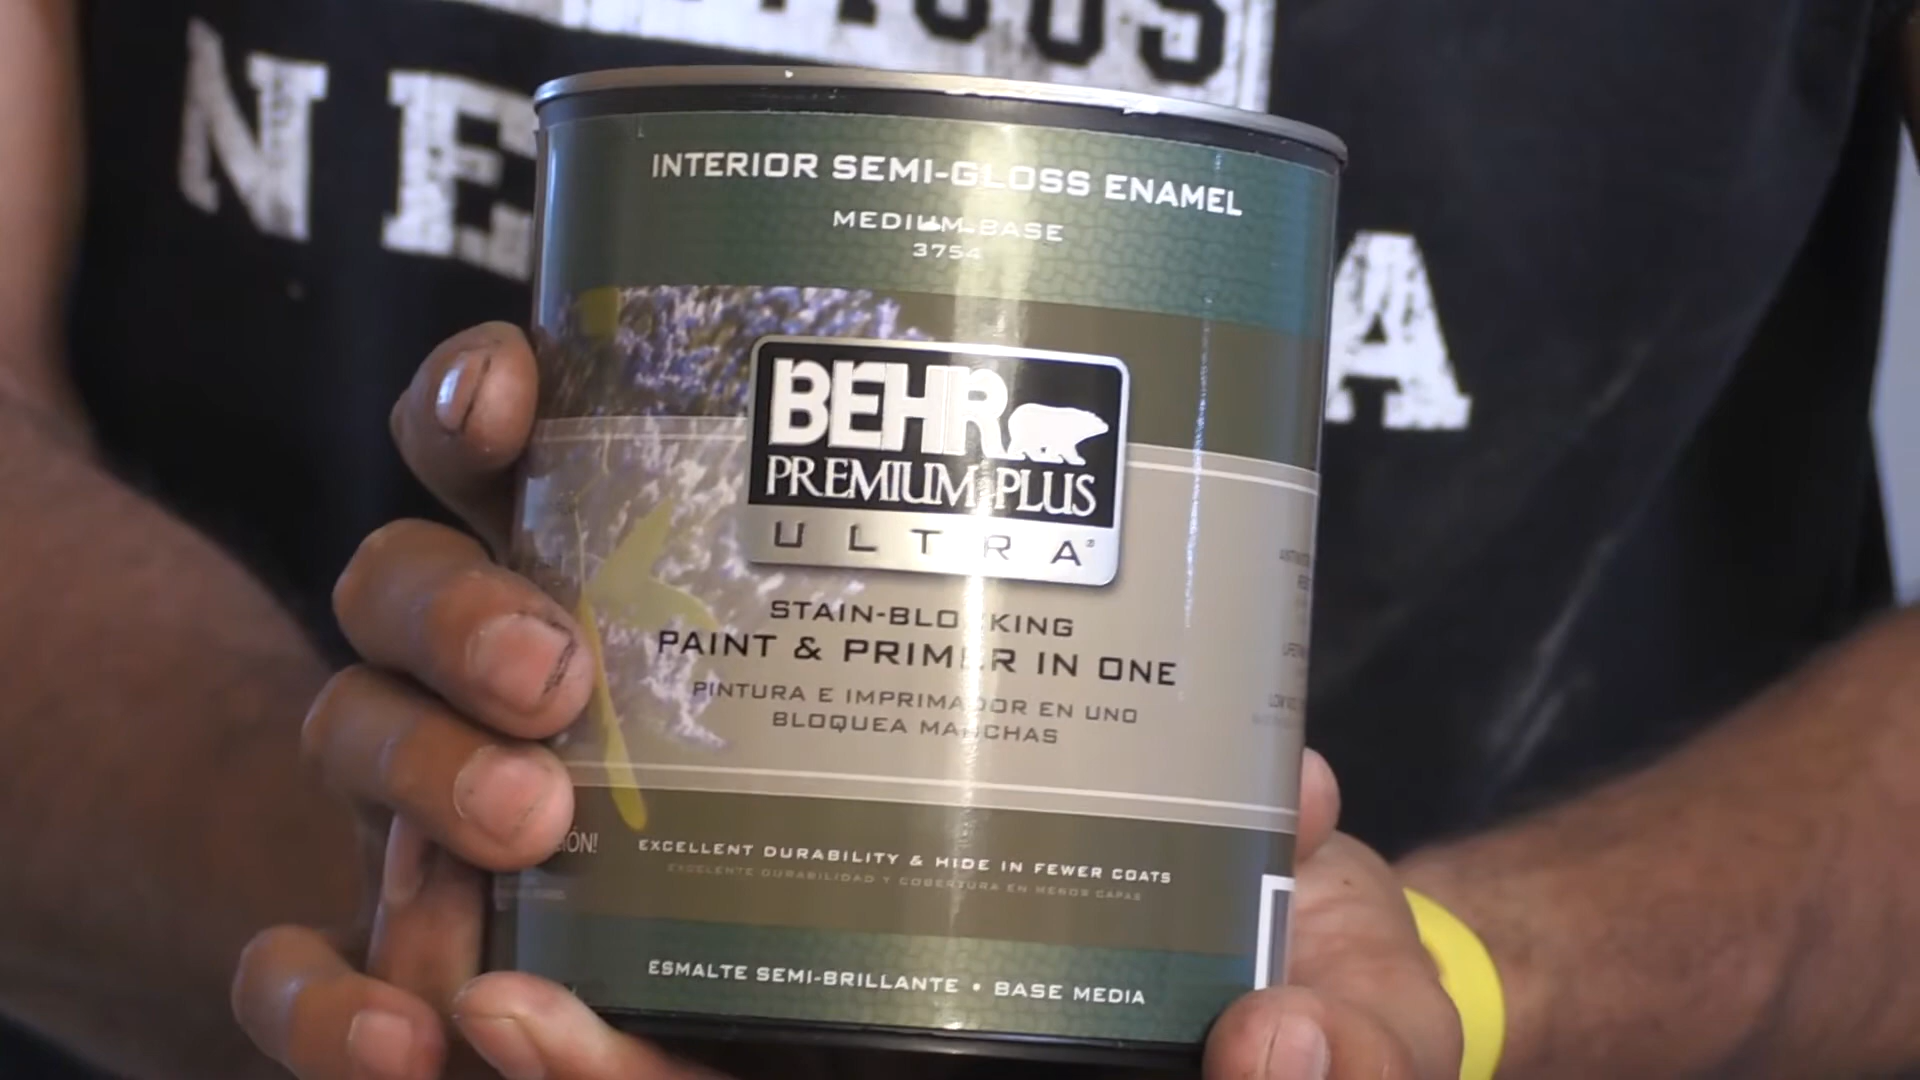 NE
A
INTERIOR SEMI-GLOSS ENAMEL
MEDIUM BASE
3754
BEHR
PREMIUM PLUS
ULTRA®
STAIN-BLOCKING
PAINT & PRIMER IN ONE
PINTURA E IMPRIMADOR EN UNO
BLOQUEA MANCHAS
IÓN!
EXCELLENT DURABILITY & HIDE IN FEWER COATS
EXCELENTE DURABILIDAD Y COBERTURA EN MENOS CAPAS
ESMALTE SEMI-BRILLANTE • BASE MEDIA